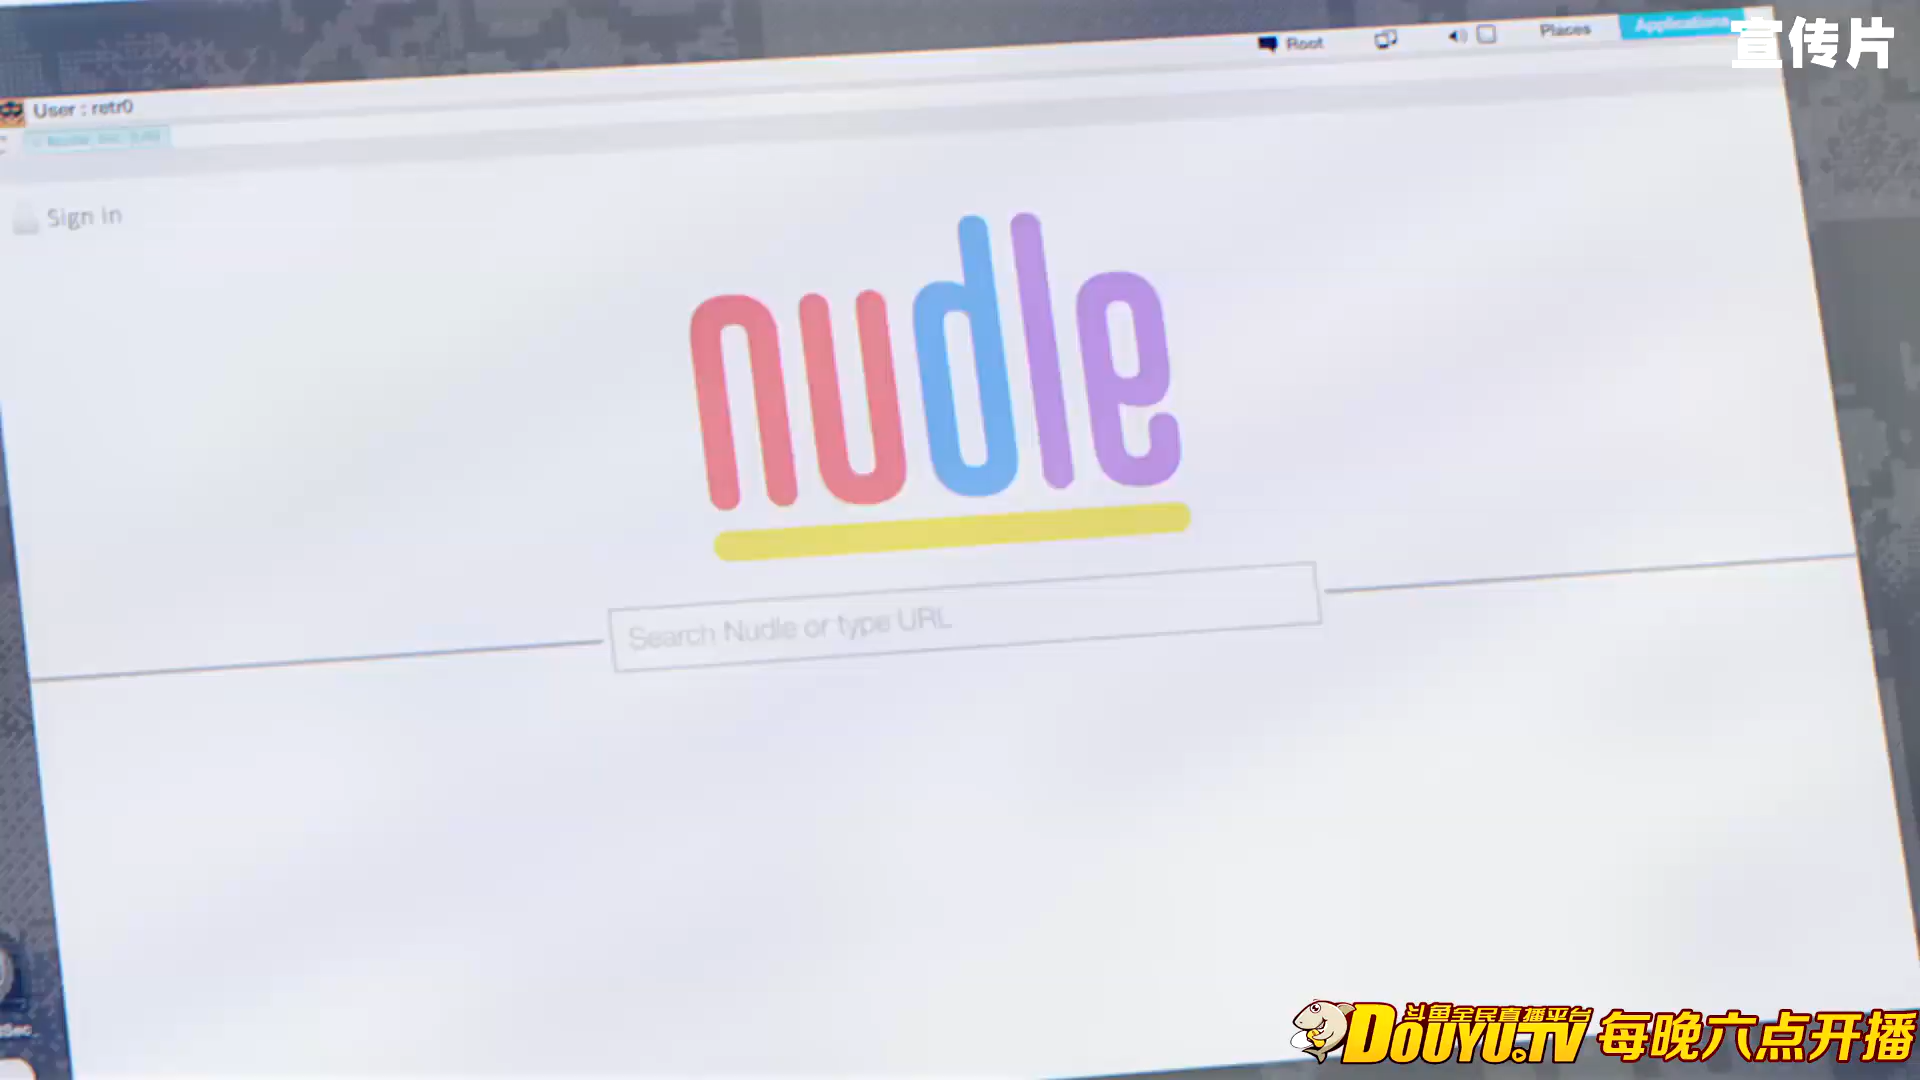 宣传片
Root
Places
Applications
User : retr0
Sign in
nudle
Search Nudle or type URL
斗鱼全民直播平台
DOUYU.TV
每晚六点开播